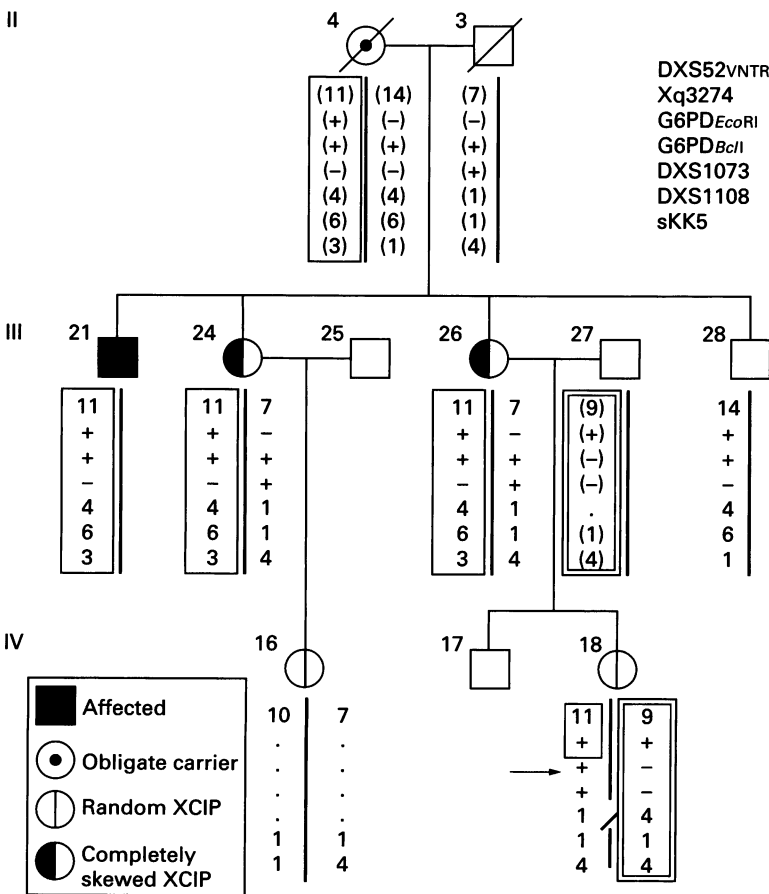 II
4
3
DXS52VNTR
Xq3274
G6PDEcoRI
G6PDBclI
DXS1073
DXS1108
sKK5
(11) (14) (7)
(+) (–) (–)
(+) (+) (+)
(–) (–) (+)
(4) (4) (1)
(6) (6) (1)
(3) (1) (4)
III
21 24 25 26 27 28
11 11 7 11 7 (9) 14
+ + – + – (+) +
+ + + + + (–) +
– – + – + (–) –
4 4 1 4 1 . 4
6 6 1 6 1 (1) 6
3 3 4 3 4 (4) 1
IV
16 17 18
10 7 11 9
. . + +
. . + –
. . + –
. . 1 4
1 1 1 1
1 4 4 4
Affected
Obligate carrier
Random XCIP
Completely
skewed XCIP